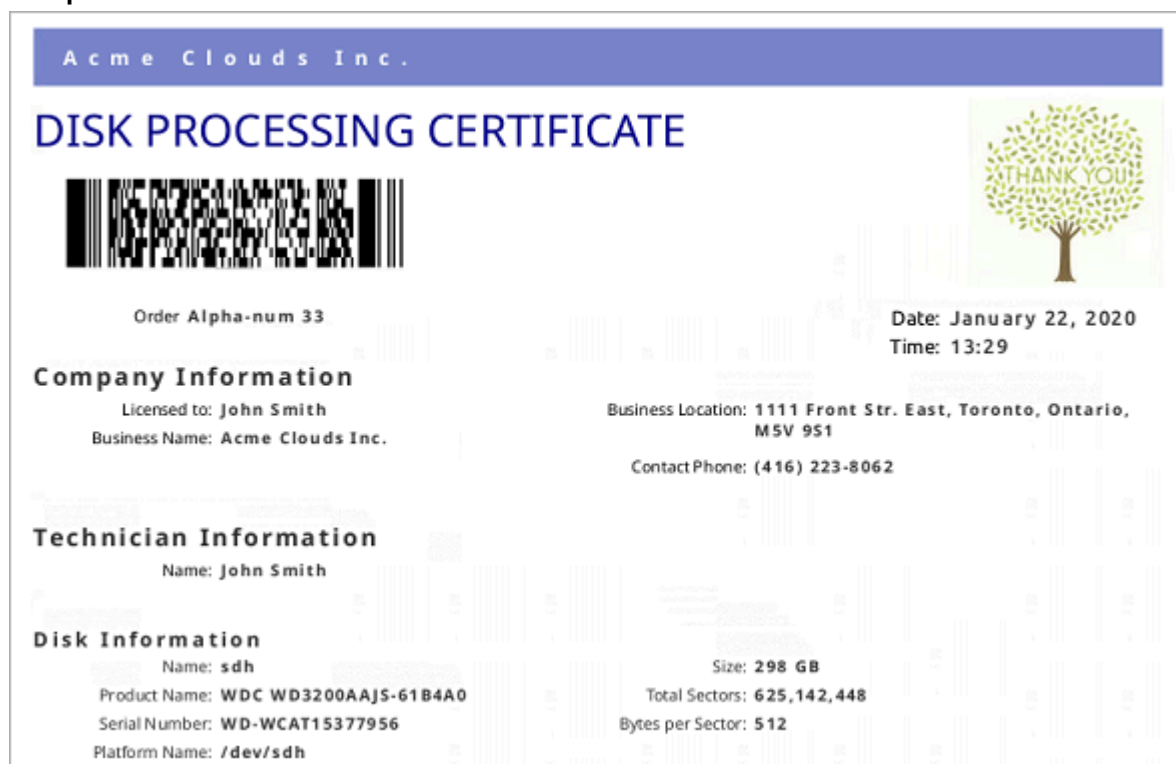 Acme Clouds Inc.
DISK PROCESSING CERTIFICATE
THANK YOU
Order Alpha-num 33
Date: January 22, 2020
Time: 13:29
Company Information
Licensed to: John Smith
Business Name: Acme Clouds Inc.
Business Location: 1111 Front Str. East, Toronto, Ontario,
M5V 9S1
Contact Phone: (416) 223-8062
Technician Information
Name: John Smith
Disk Information
Name: sdh
Product Name: WDC WD3200AAJS-61B4A0
Serial Number: WD-WCAT15377956
Platform Name: /dev/sdh
Size: 298 GB
Total Sectors: 625,142,448
Bytes per Sector: 512